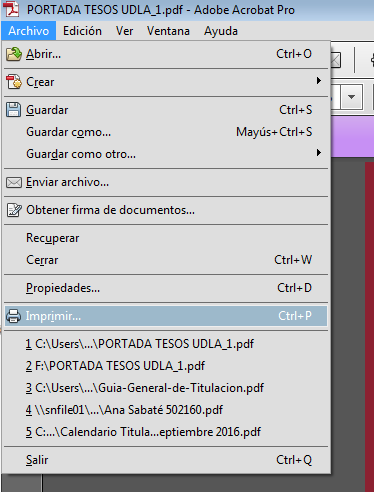 PORTADA TESOS UDLA_1.pdf - Adobe Acrobat Pro
Archivo Edición Ver Ventana Ayuda
Abrir... Ctrl+O
Crear
Guardar Ctrl+S
Guardar como... Mayús+Ctrl+S
Guardar como otro...
Enviar archivo...
Obtener firma de documentos...
Recuperar
Cerrar Ctrl+W
Propiedades... Ctrl+D
Imprimir... Ctrl+P
1 C:\Users\...\PORTADA TESOS UDLA_1.pdf
2 F:\PORTADA TESOS UDLA_1.pdf
3 C:\Users\...\Guia-General-de-Titulacion.pdf
4 \\snfile01\...\Ana Sabaté 502160.pdf
5 C:...\Calendario Titula...eptiembre 2016.pdf
Salir Ctrl+Q